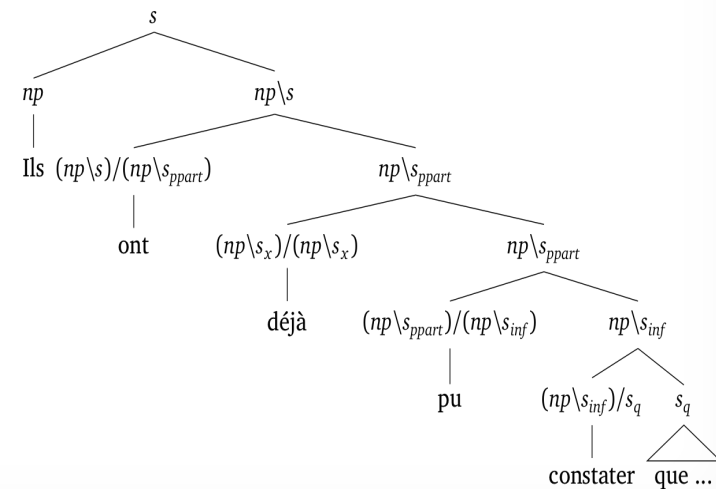 s
np np\s
Ils (np\s)/(np\s_ppart) np\s_ppart
ont (np\s_x)/(np\s_x) np\s_ppart
déjà (np\s_ppart)/(np\s_inf) np\s_inf
pu (np\s_inf)/s_q s_q
constater que ...